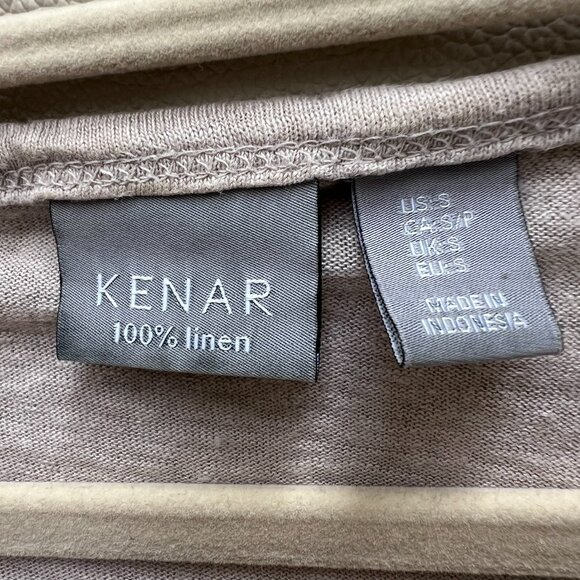 KENAR
100% linen
US:S
CA:S/P
UK:S
EU:S
MADE IN
INDONESIA